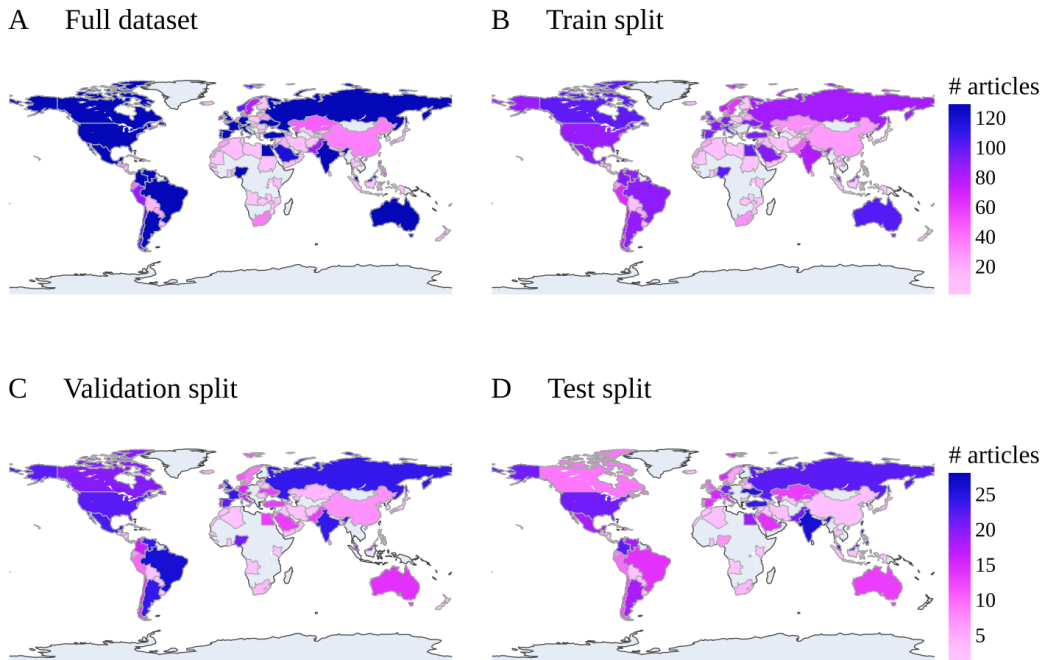 A Full dataset
B Train split
# articles
120
100
80
60
40
20
C Validation split
D Test split
# articles
25
20
15
10
5